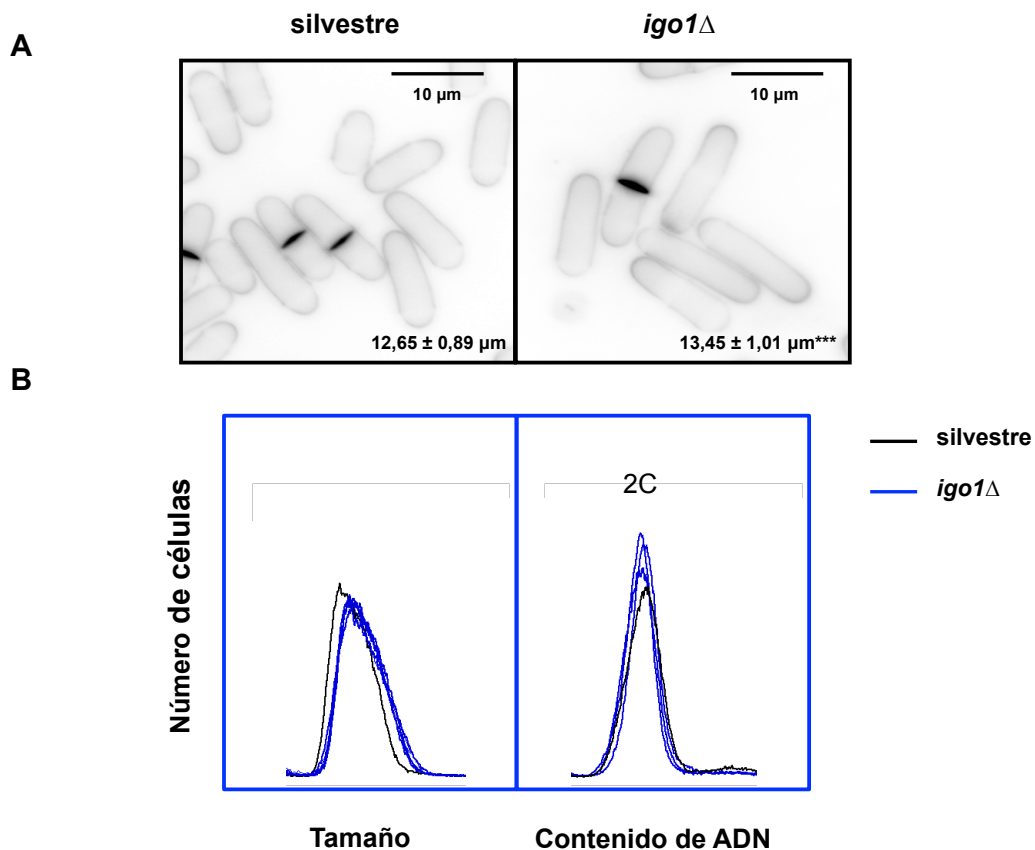 silvestre
igo1Δ
A
10 µm
10 µm
12,65 ± 0,89 µm
13,45 ± 1,01 µm***
B
silvestre
igo1Δ
2C
Número de células
Tamaño
Contenido de ADN